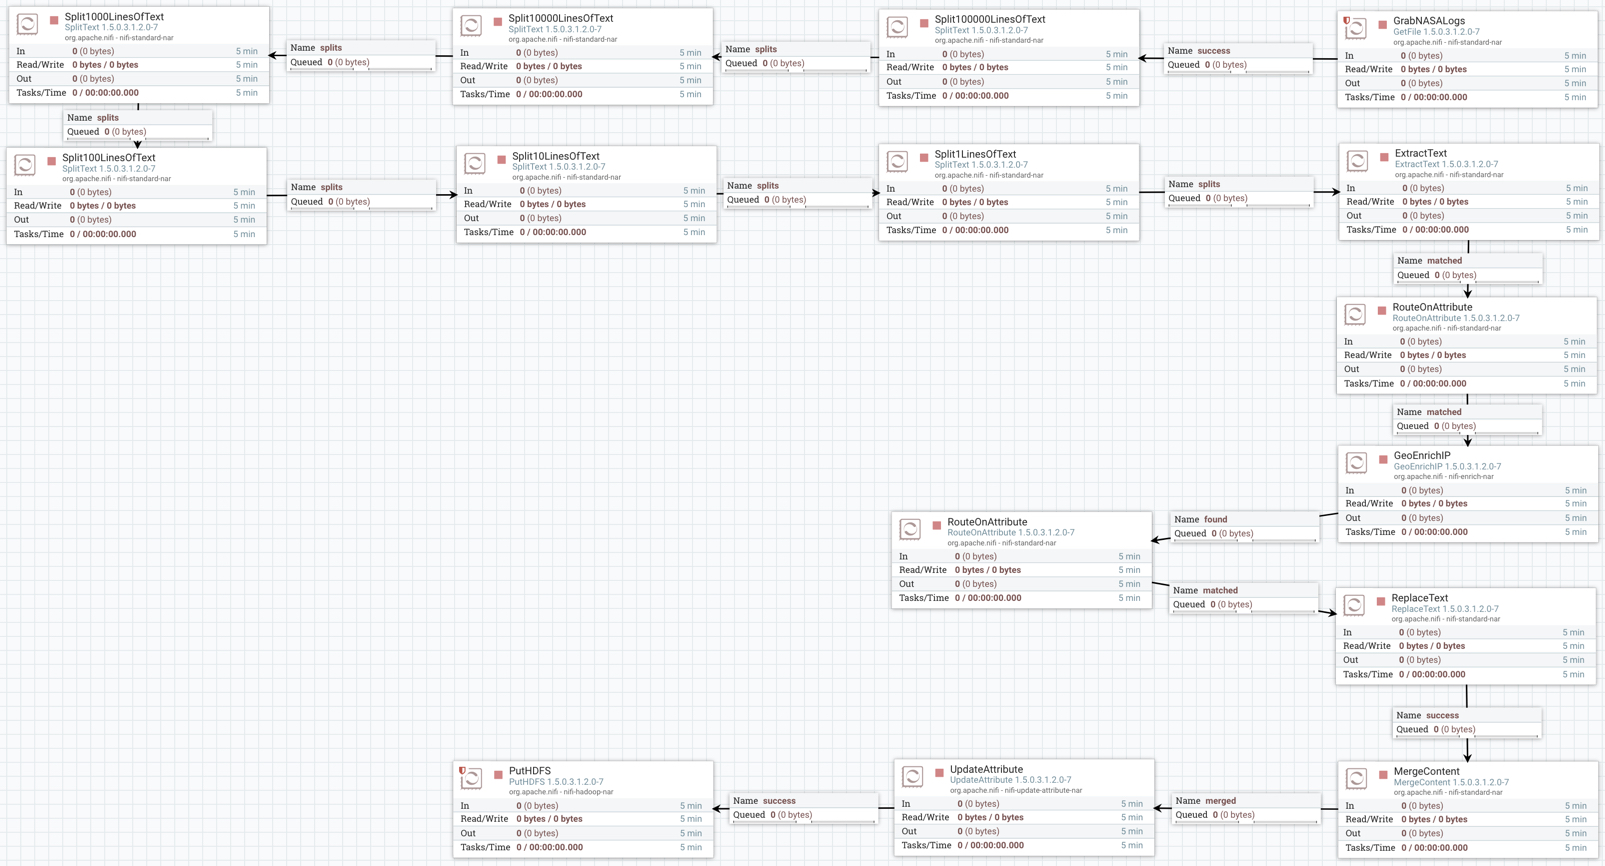 Split1000LinesOfText
SplitText 1.5.0.3.1.2.0-7
org.apache.nifi - nifi-standard-nar
In 0 (0 bytes) 5 min
Read/Write 0 bytes / 0 bytes 5 min
Out 0 (0 bytes) 5 min
Tasks/Time 0 / 00:00:00.000 5 min
Name splits
Queued 0 (0 bytes)
Split10000LinesOfText
SplitText 1.5.0.3.1.2.0-7
org.apache.nifi - nifi-standard-nar
In 0 (0 bytes) 5 min
Read/Write 0 bytes / 0 bytes 5 min
Out 0 (0 bytes) 5 min
Tasks/Time 0 / 00:00:00.000 5 min
Name splits
Queued 0 (0 bytes)
Split100000LinesOfText
SplitText 1.5.0.3.1.2.0-7
org.apache.nifi - nifi-standard-nar
In 0 (0 bytes) 5 min
Read/Write 0 bytes / 0 bytes 5 min
Out 0 (0 bytes) 5 min
Tasks/Time 0 / 00:00:00.000 5 min
Name success
Queued 0 (0 bytes)
GrabNASALogs
GetFile 1.5.0.3.1.2.0-7
org.apache.nifi - nifi-standard-nar
In 0 (0 bytes) 5 min
Read/Write 0 bytes / 0 bytes 5 min
Out 0 (0 bytes) 5 min
Tasks/Time 0 / 00:00:00.000 5 min
Name splits
Queued 0 (0 bytes)
Split100LinesOfText
SplitText 1.5.0.3.1.2.0-7
org.apache.nifi - nifi-standard-nar
In 0 (0 bytes) 5 min
Read/Write 0 bytes / 0 bytes 5 min
Out 0 (0 bytes) 5 min
Tasks/Time 0 / 00:00:00.000 5 min
Name splits
Queued 0 (0 bytes)
Split10LinesOfText
SplitText 1.5.0.3.1.2.0-7
org.apache.nifi - nifi-standard-nar
In 0 (0 bytes) 5 min
Read/Write 0 bytes / 0 bytes 5 min
Out 0 (0 bytes) 5 min
Tasks/Time 0 / 00:00:00.000 5 min
Name splits
Queued 0 (0 bytes)
Split1LinesOfText
SplitText 1.5.0.3.1.2.0-7
org.apache.nifi - nifi-standard-nar
In 0 (0 bytes) 5 min
Read/Write 0 bytes / 0 bytes 5 min
Out 0 (0 bytes) 5 min
Tasks/Time 0 / 00:00:00.000 5 min
Name splits
Queued 0 (0 bytes)
ExtractText
ExtractText 1.5.0.3.1.2.0-7
org.apache.nifi - nifi-standard-nar
In 0 (0 bytes) 5 min
Read/Write 0 bytes / 0 bytes 5 min
Out 0 (0 bytes) 5 min
Tasks/Time 0 / 00:00:00.000 5 min
Name matched
Queued 0 (0 bytes)
RouteOnAttribute
RouteOnAttribute 1.5.0.3.1.2.0-7
org.apache.nifi - nifi-standard-nar
In 0 (0 bytes) 5 min
Read/Write 0 bytes / 0 bytes 5 min
Out 0 (0 bytes) 5 min
Tasks/Time 0 / 00:00:00.000 5 min
Name matched
Queued 0 (0 bytes)
GeoEnrichIP
GeoEnrichIP 1.5.0.3.1.2.0-7
org.apache.nifi - nifi-enrich-nar
In 0 (0 bytes) 5 min
Read/Write 0 bytes / 0 bytes 5 min
Out 0 (0 bytes) 5 min
Tasks/Time 0 / 00:00:00.000 5 min
Name found
Queued 0 (0 bytes)
RouteOnAttribute
RouteOnAttribute 1.5.0.3.1.2.0-7
org.apache.nifi - nifi-standard-nar
In 0 (0 bytes) 5 min
Read/Write 0 bytes / 0 bytes 5 min
Out 0 (0 bytes) 5 min
Tasks/Time 0 / 00:00:00.000 5 min
Name matched
Queued 0 (0 bytes)
ReplaceText
ReplaceText 1.5.0.3.1.2.0-7
org.apache.nifi - nifi-standard-nar
In 0 (0 bytes) 5 min
Read/Write 0 bytes / 0 bytes 5 min
Out 0 (0 bytes) 5 min
Tasks/Time 0 / 00:00:00.000 5 min
Name success
Queued 0 (0 bytes)
PutHDFS
PutHDFS 1.5.0.3.1.2.0-7
org.apache.nifi - nifi-hadoop-nar
In 0 (0 bytes) 5 min
Read/Write 0 bytes / 0 bytes 5 min
Out 0 (0 bytes) 5 min
Tasks/Time 0 / 00:00:00.000 5 min
Name success
Queued 0 (0 bytes)
UpdateAttribute
UpdateAttribute 1.5.0.3.1.2.0-7
org.apache.nifi - nifi-update-attribute-nar
In 0 (0 bytes) 5 min
Read/Write 0 bytes / 0 bytes 5 min
Out 0 (0 bytes) 5 min
Tasks/Time 0 / 00:00:00.000 5 min
Name merged
Queued 0 (0 bytes)
MergeContent
MergeContent 1.5.0.3.1.2.0-7
org.apache.nifi - nifi-standard-nar
In 0 (0 bytes) 5 min
Read/Write 0 bytes / 0 bytes 5 min
Out 0 (0 bytes) 5 min
Tasks/Time 0 / 00:00:00.000 5 min